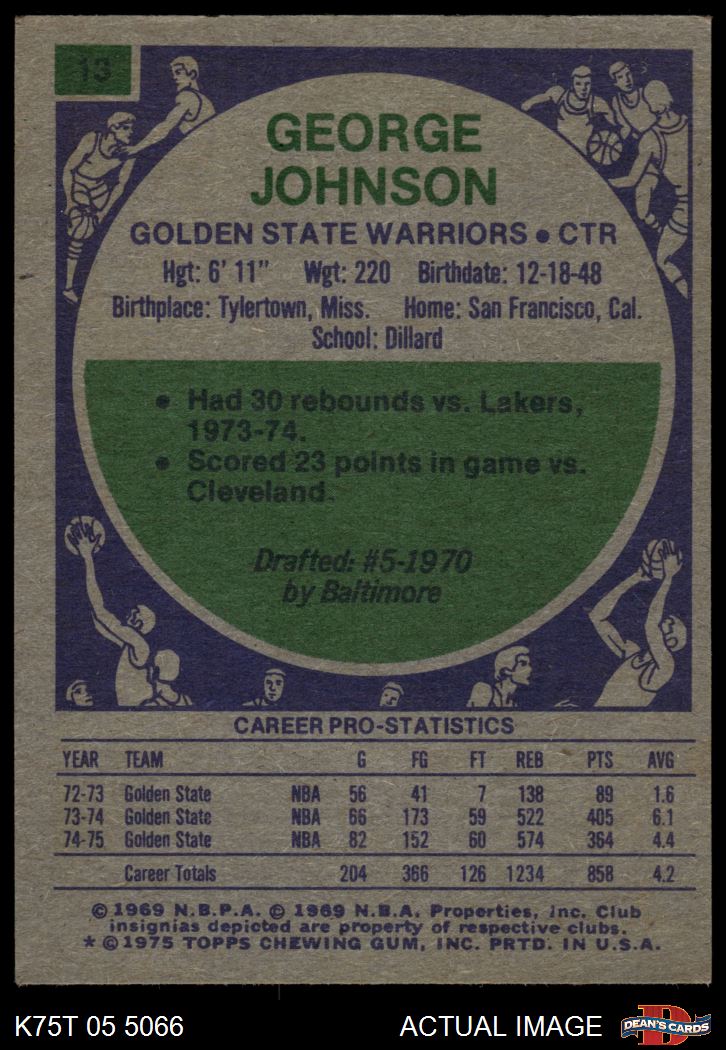 13
GEORGE
JOHNSON
GOLDEN STATE WARRIORS • CTR
Hgt: 6' 11" Wgt: 220 Birthdate: 12-18-48
Birthplace: Tylertown, Miss. Home: San Francisco, Cal.
School: Dillard
• Had 30 rebounds vs. Lakers,
1973-74.
• Scored 23 points in game vs.
Cleveland.
Drafted: #5-1970
by Baltimore
CAREER PRO-STATISTICS
YEAR TEAM G FG FT REB PTS AVG
72-73 Golden State NBA 56 41 7 138 89 1.6
73-74 Golden State NBA 66 173 59 522 405 6.1
74-75 Golden State NBA 82 152 60 574 364 4.4
Career Totals 204 366 126 1234 858 4.2
© 1969 N.B.P.A. © 1969 N.B.A. Properties, Inc. Club
insignias depicted are property of respective clubs.
* © 1975 TOPPS CHEWING GUM, INC. PRTD. IN U.S.A.
K75T 05 5066 ACTUAL IMAGE
D
DEAN'S CARDS